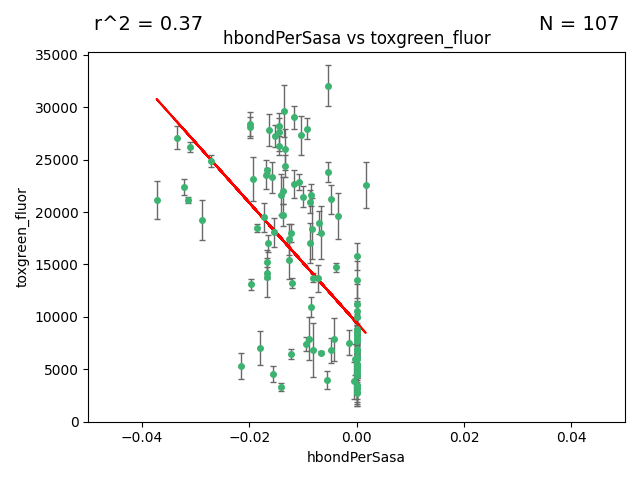 r^2 = 0.37
N = 107
hbondPerSasa vs toxgreen_fluor
35000
30000
25000
20000
15000
10000
5000
0
toxgreen_fluor
−0.04
−0.02
0.00
0.02
0.04
hbondPerSasa